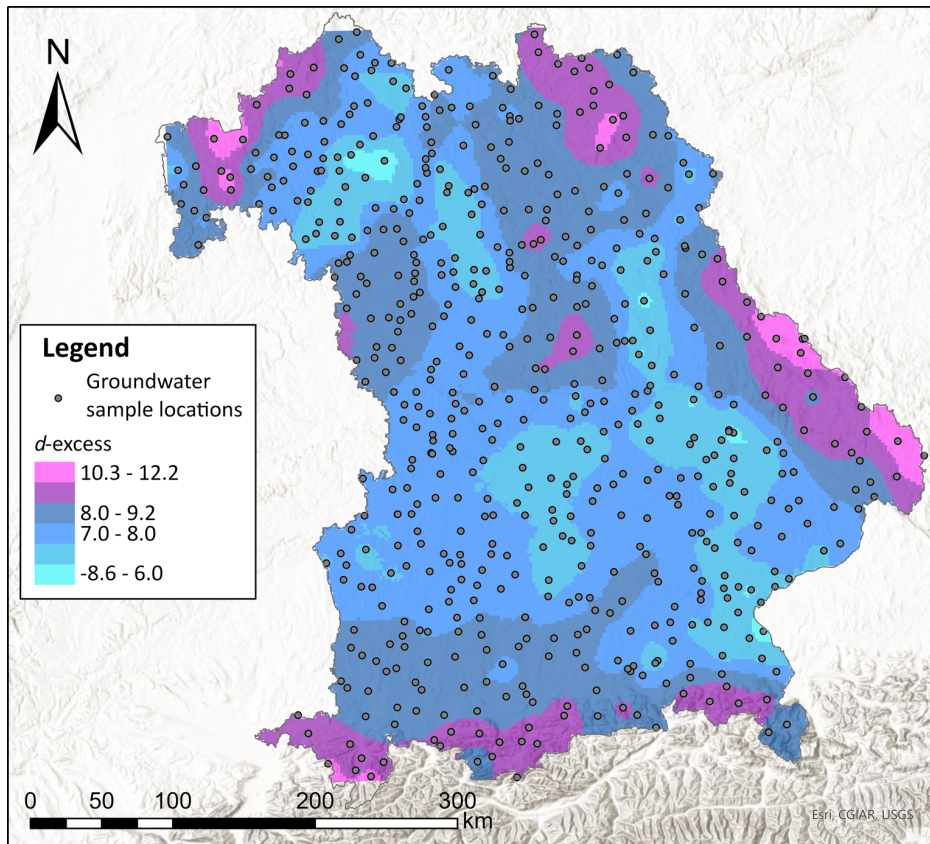 N
Legend
Groundwater
sample locations
d-excess
10.3 - 12.2
8.0 - 9.2
7.0 - 8.0
-8.6 - 6.0
0 50 100 200 300
km
Esri, CGIAR, USGS